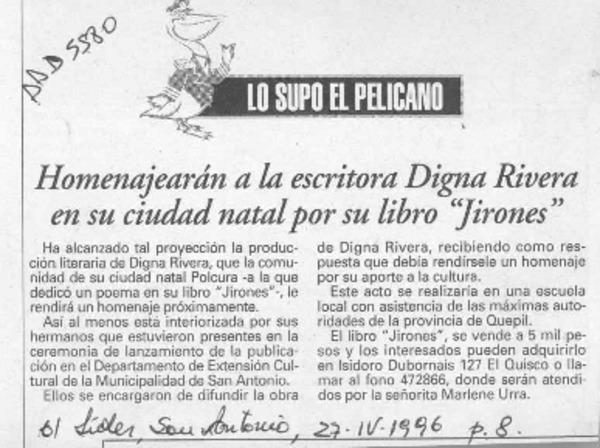 AAD 5580
LO SUPO EL PELICANO
Homenajearán a la escritora Digna Rivera
en su ciudad natal por su libro "Jirones"
Ha alcanzado tal proyección la produc-
ción literaria de Digna Rivera, que la comu-
nidad de su ciudad natal Polcura -a la que
dedicó un poema en su libro "Jirones"-, le
rendirá un homenaje próximamente.
Así al menos está interiorizada por sus
hermanos que estuvieron presentes en la
ceremonia de lanzamiento de la publica-
ción en el Departamento de Extensión Cul-
tural de la Municipalidad de San Antonio.
Ellos se encargaron de difundir la obra
de Digna Rivera, recibiendo como res-
puesta que debía rendírsele un homenaje
por su aporte a la cultura.
Este acto se realizaría en una escuela
local con asistencia de las máximas auto-
ridades de la provincia de Quepil.
El libro "Jirones", se vende a 5 mil pe-
sos y los interesados pueden adquirirlo
en Isidoro Dubornais 127 El Quisco o lla-
mar al fono 472866, donde serán atendi-
dos por la señorita Marlene Urra.
El Líder, San Antonio, 27-IV-1996 p. 8.